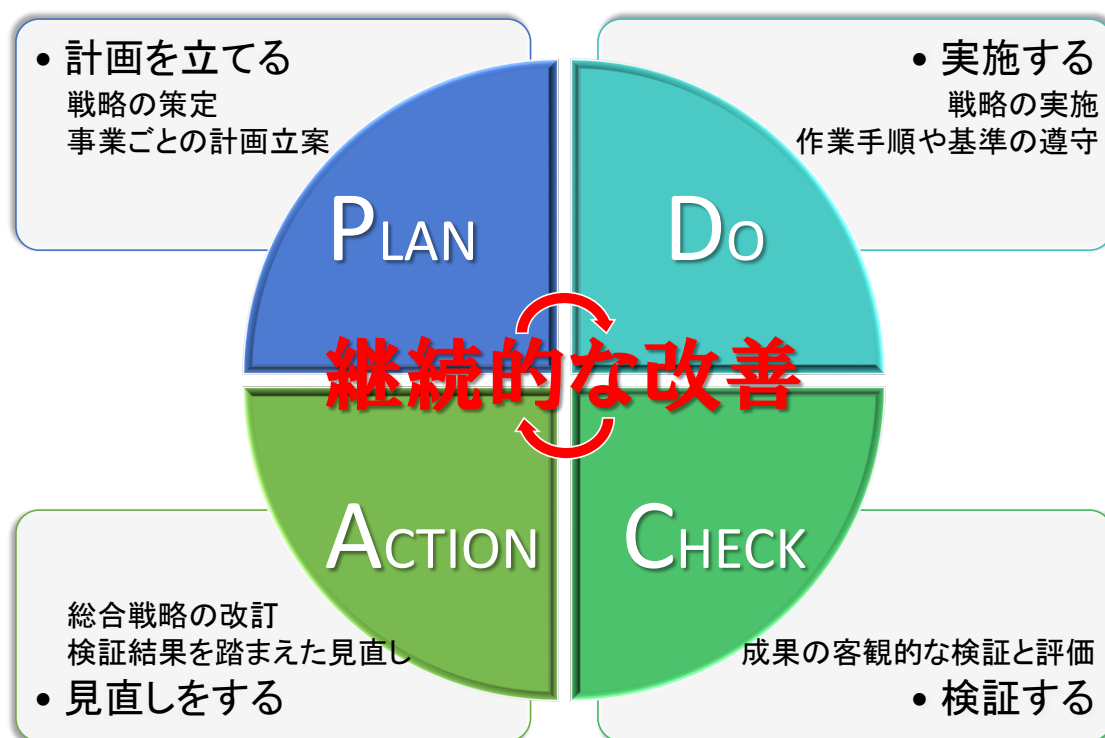 • 計画を立てる
戦略の策定
事業ごとの計画立案
• 実施する
戦略の実施
作業手順や基準の遵守
PLAN
DO
継続的な改善
ACTION
CHECK
総合戦略の改訂
検証結果を踏まえた見直し
• 見直しをする
成果の客観的な検証と評価
• 検証する